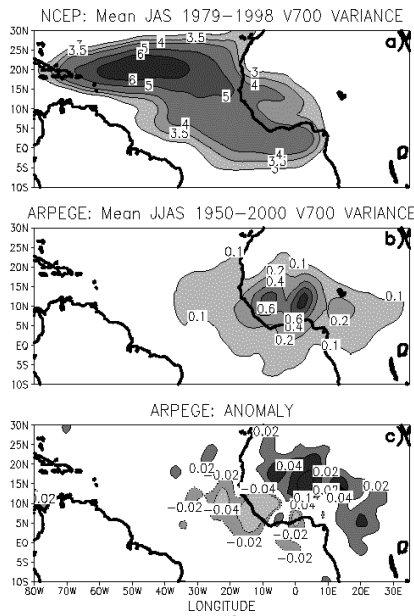 NCEP: Mean JAS 1979-1998 V700 VARIANCE
30N
25N
20N
15N
10N
5N
EQ
5S
10S
3.5
4
5
6
6
5
5
3
4
4
3.5
4
3.5
a)
ARPEGE: Mean JJAS 1950-2000 V700 VARIANCE
30N
25N
20N
15N
10N
5N
EQ
5S
10S
0.1
0.1
0.2
0.4
0.6
0.6
0.4
0.2
0.1
0.2
0.1
0.1
b)
ARPEGE: ANOMALY
30N
25N
20N
15N
10N
5N
EQ
5S
10S
0.02
0.02
0.02
-0.02
0.04
-0.04
-0.04
-0.02
0.1
0.04
0.04
0.02
-0.02
-0.02
0.02
c)
80W 70W 60W 50W 40W 30W 20W 10W 0 10E 20E 30E
LONGITUDE